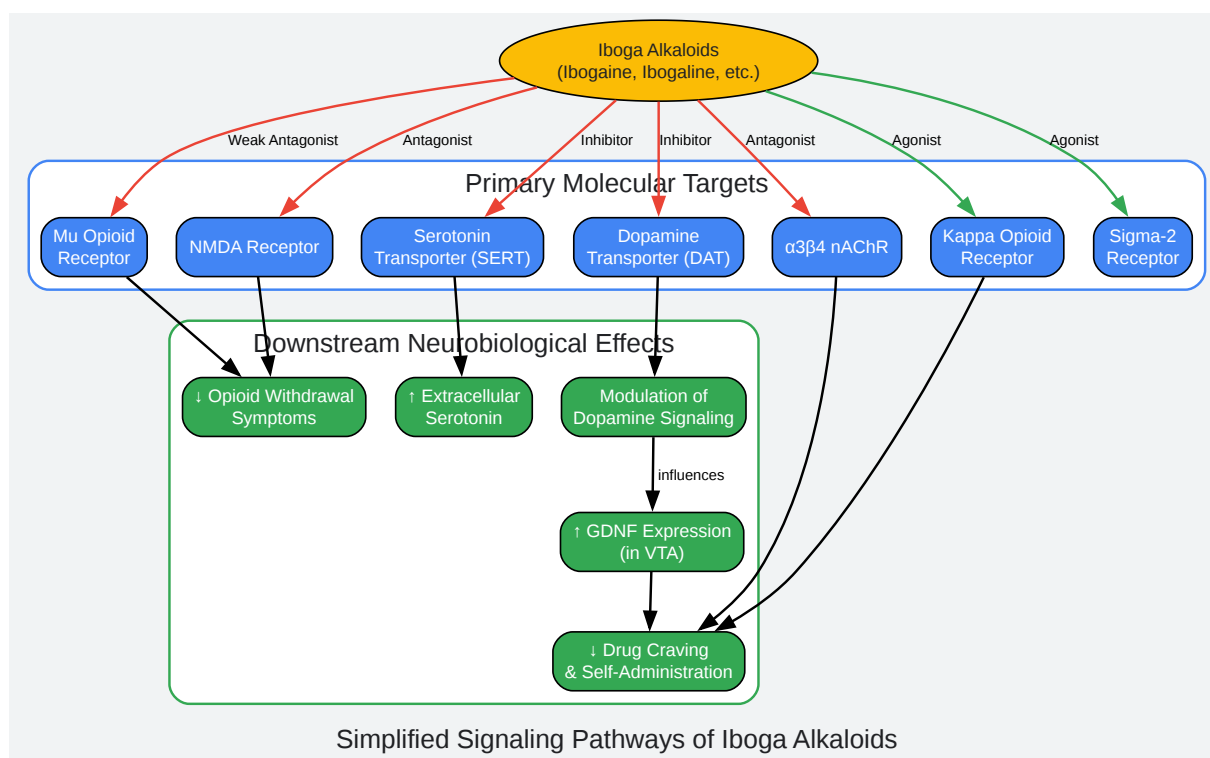 Iboga Alkaloids
(Ibogaine, Ibogaline, etc.)
Weak Antagonist
Antagonist
Inhibitor
Inhibitor
Antagonist
Agonist
Agonist
Primary Molecular Targets
Mu Opioid
Receptor
NMDA Receptor
Serotonin
Transporter (SERT)
Dopamine
Transporter (DAT)
α3β4 nAChR
Kappa Opioid
Receptor
Sigma-2
Receptor
Downstream Neurobiological Effects
↓ Opioid Withdrawal
Symptoms
↑ Extracellular
Serotonin
Modulation of
Dopamine Signaling
influences
↑ GDNF Expression
(in VTA)
↓ Drug Craving
& Self-Administration
Simplified Signaling Pathways of Iboga Alkaloids